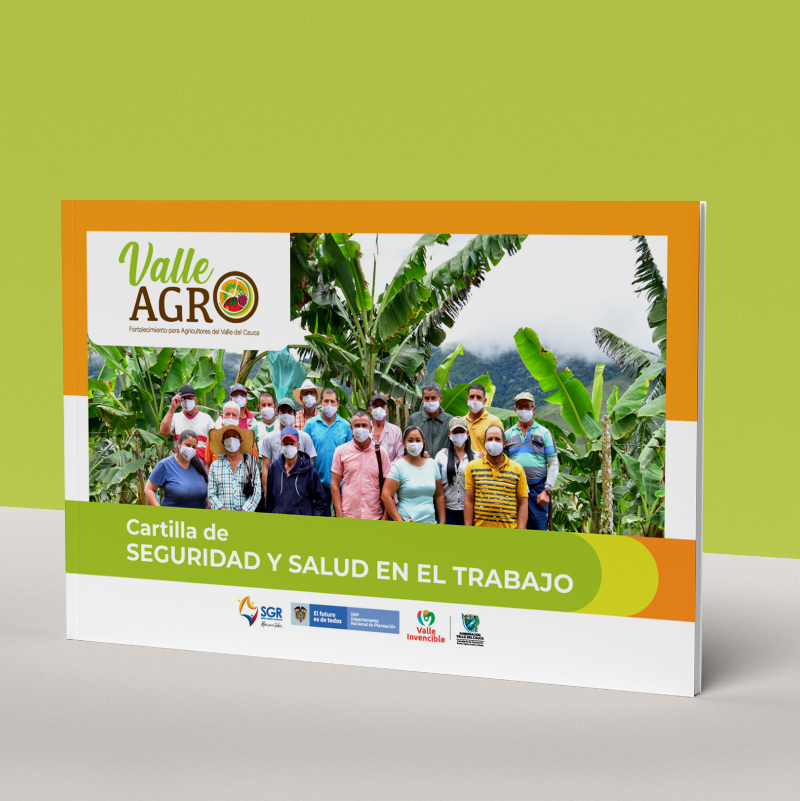 Valle
AGRO
Fortalecimiento para Agricultores del Valle del Cauca
Cartilla de
SEGURIDAD Y SALUD EN EL TRABAJO
SGR
El futuro
es de todos
DNP
Departamento
Nacional de Planeación
Valle
Invencible